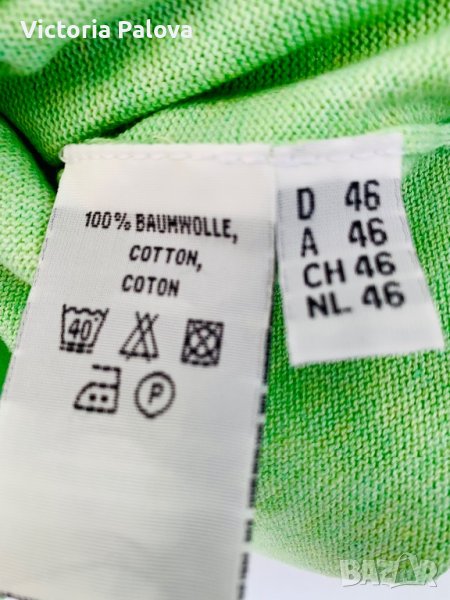 Victoria Palova
100% BAUMWOLLE,
COTTON,
COTON
40
P
D 46
A 46
CH 46
NL 46
BAZAR